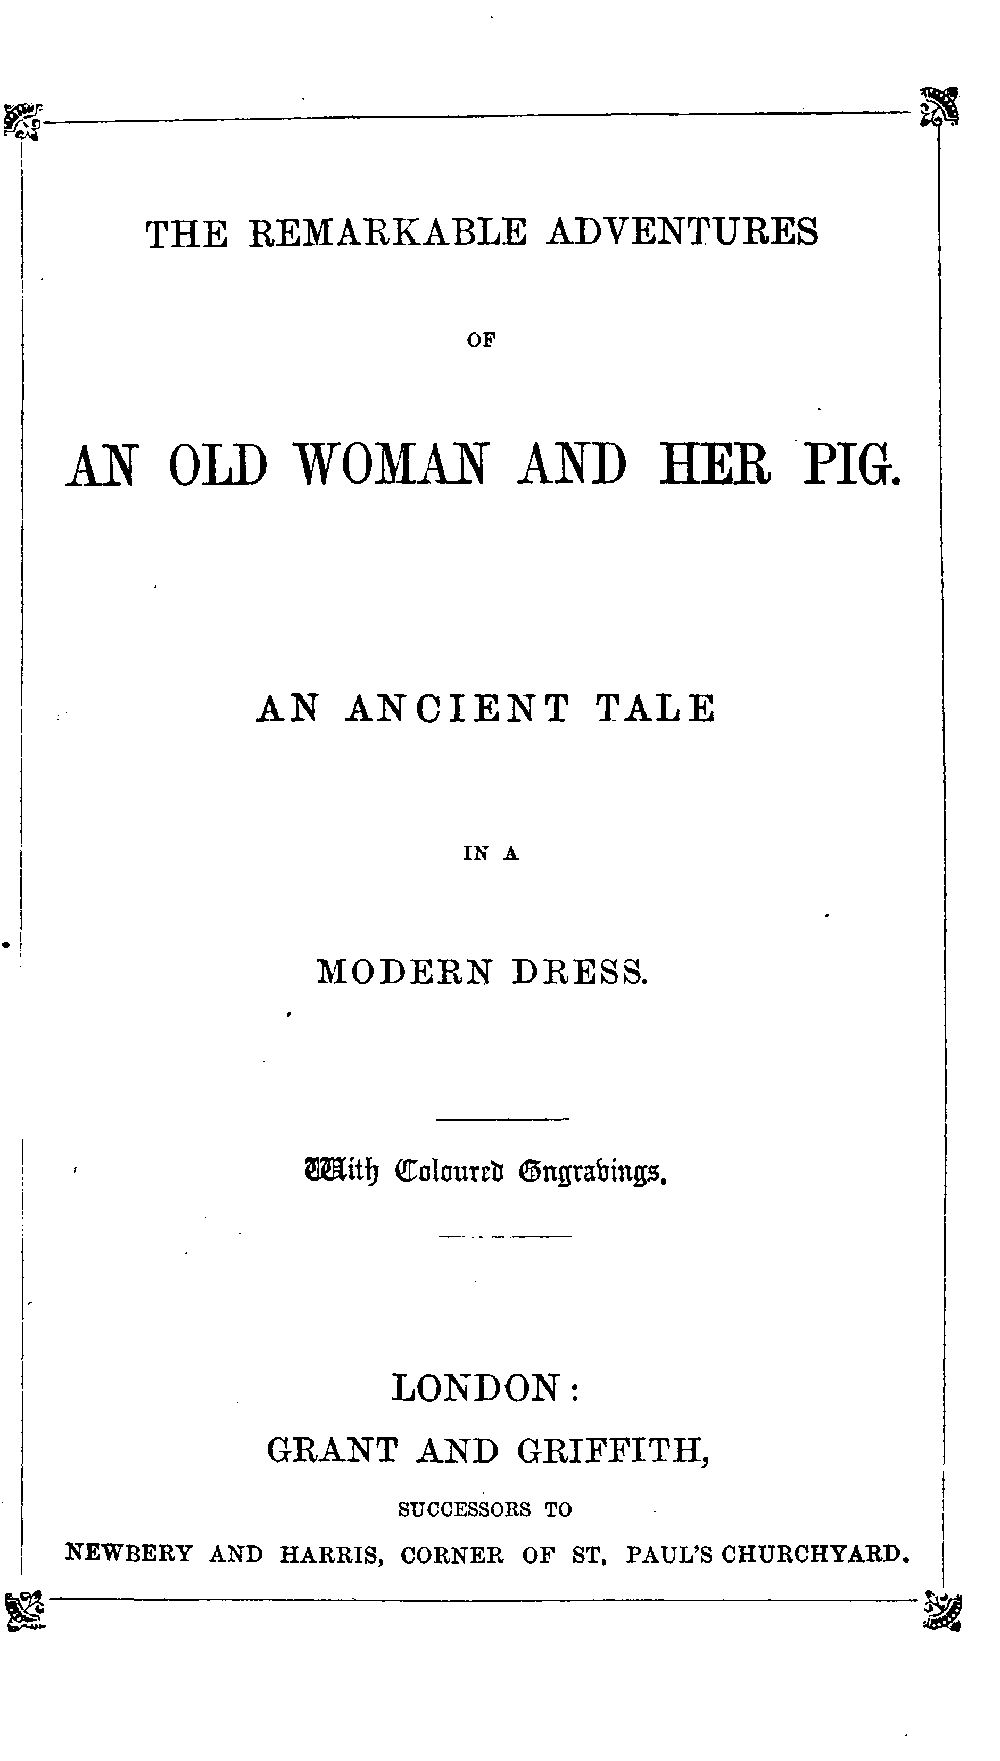 THE REMARKABLE ADVENTURES
OF
AN OLD WOMAN AND HER PIG.
AN ANCIENT TALE
IN A
MODERN DRESS.
With Coloured Engravings.
LONDON:
GRANT AND GRIFFITH,
SUCCESSORS TO
NEWBERY AND HARRIS, CORNER OF ST. PAUL'S CHURCHYARD.